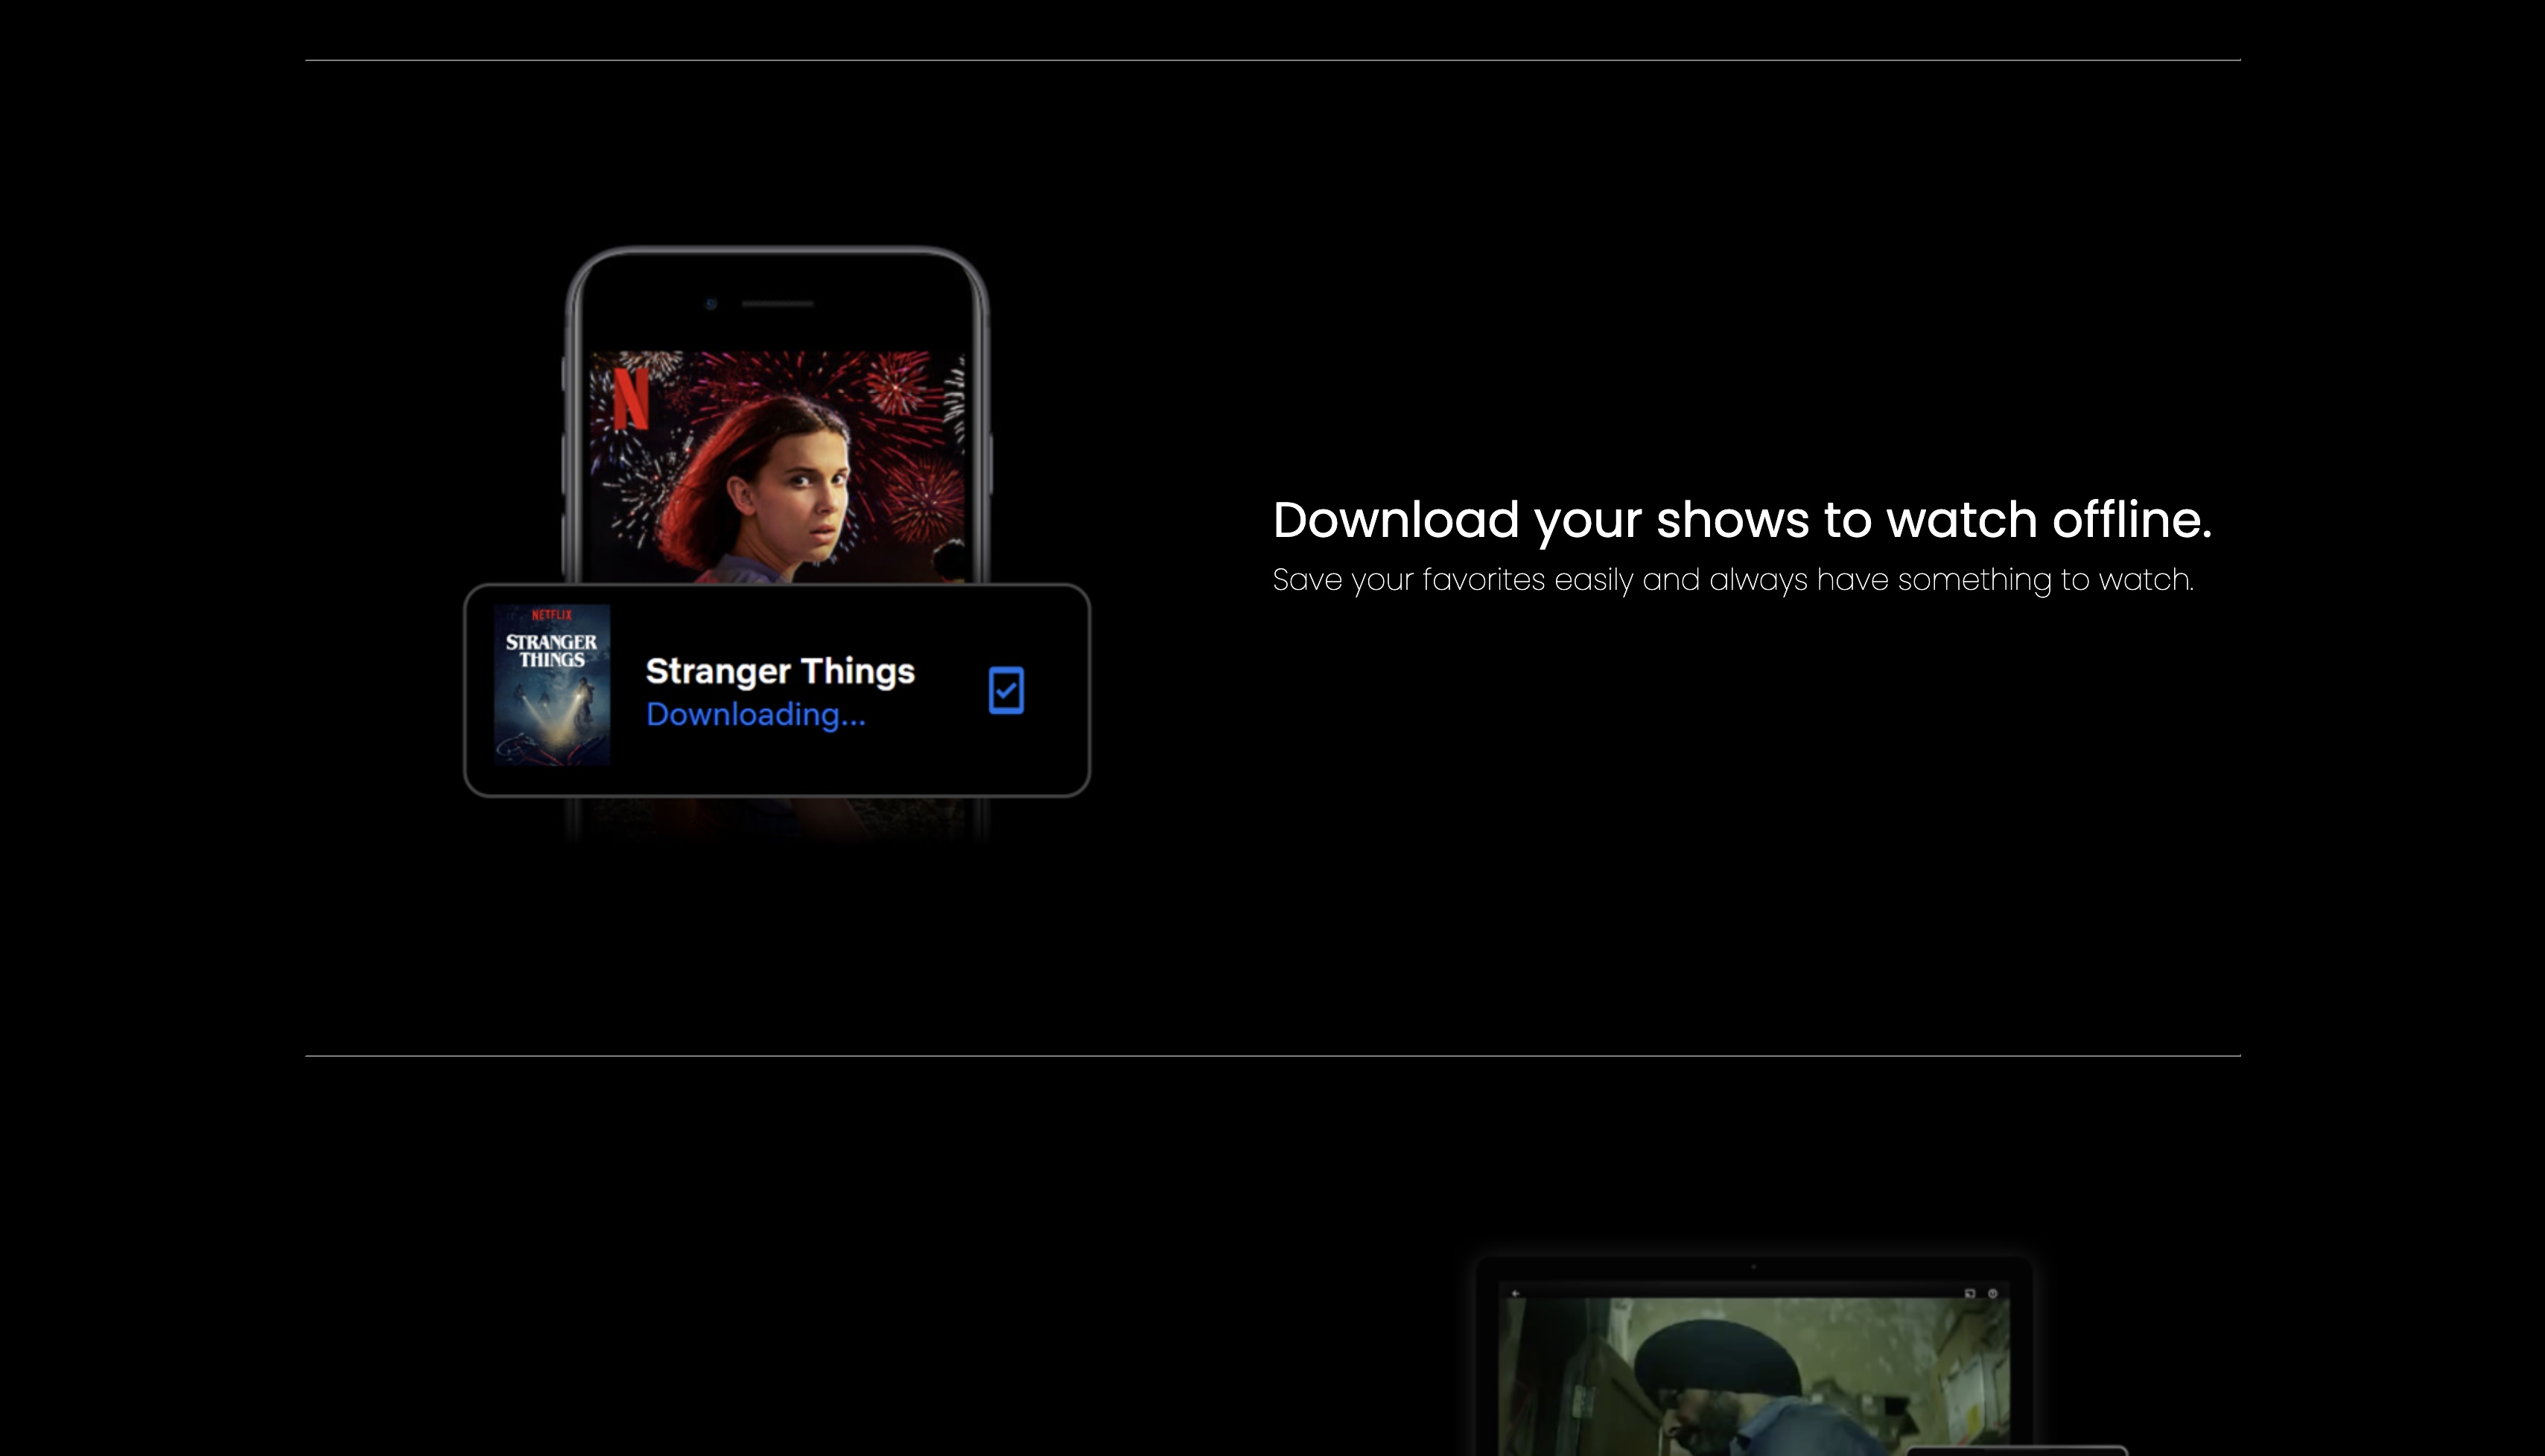 N
NETFLIX
STRANGER
THINGS
Stranger Things
Downloading...
Download your shows to watch offline.
Save your favorites easily and always have something to watch.